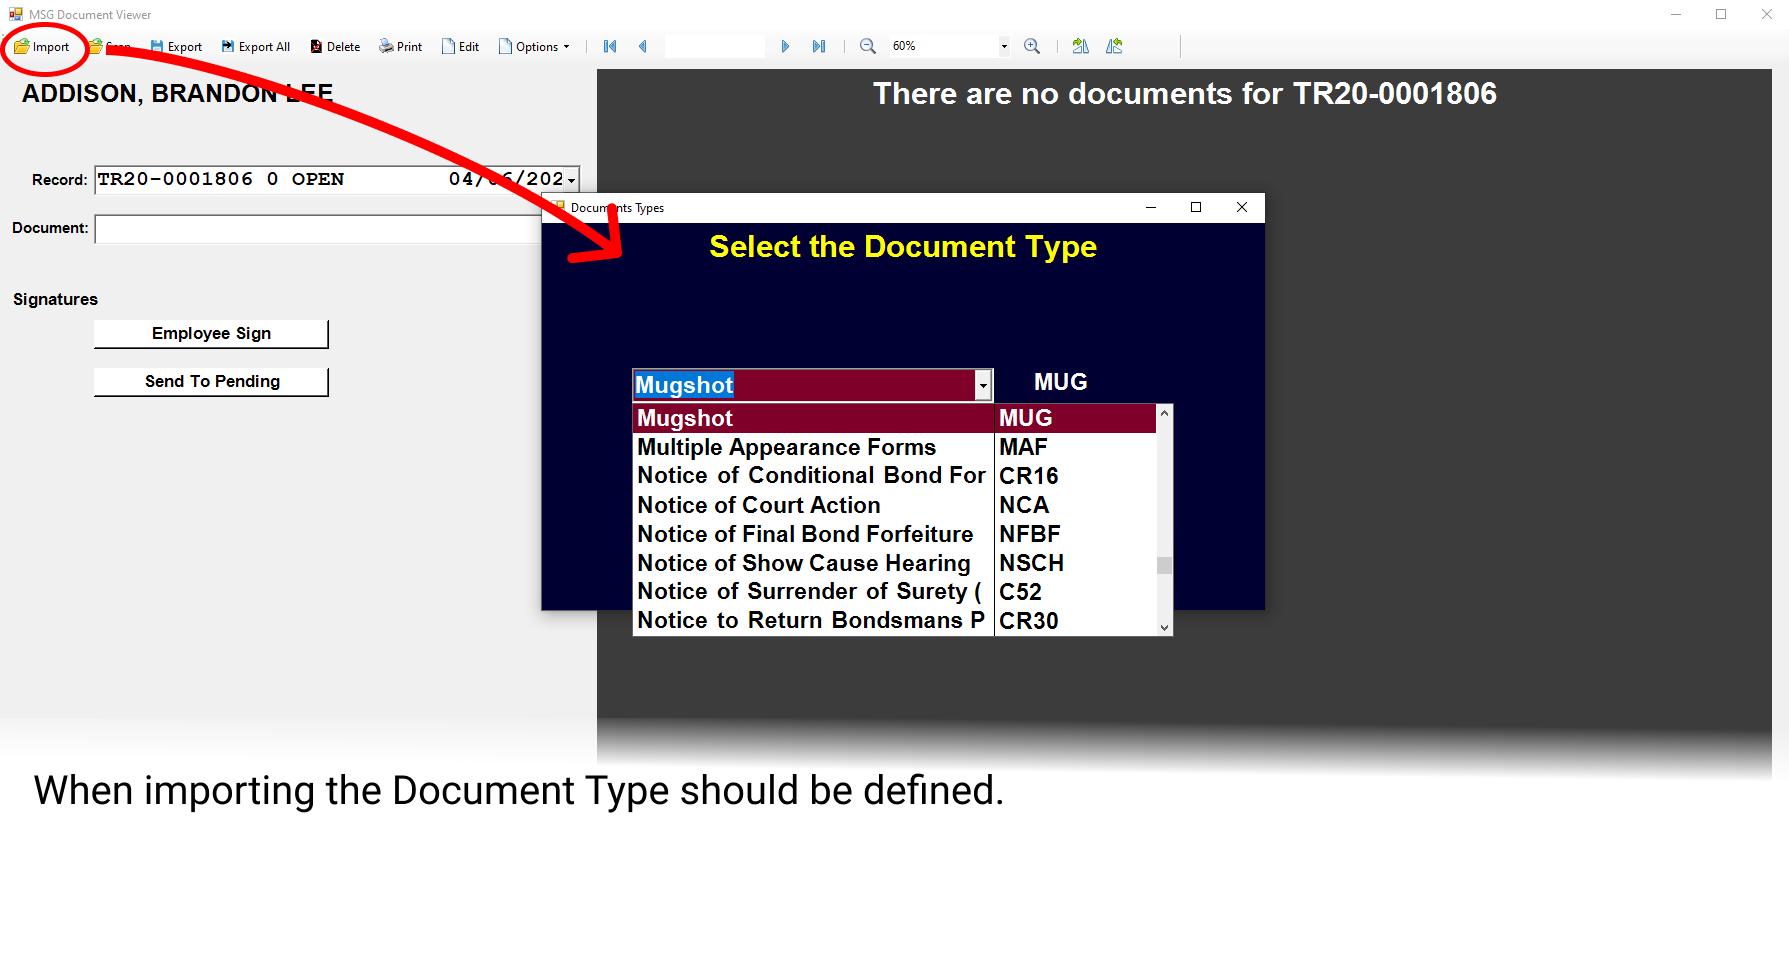 MSG Document Viewer
Import Export Export All Delete Print Edit Options 60%
ADDISON, BRANDON LEE
There are no documents for TR20-0001806
Record: TR20-0001806 0 OPEN 04/06/202
Document:
Documents Types
Select the Document Type
Signatures
Employee Sign
Send To Pending
Mugshot MUG
Mugshot MUG
Multiple Appearance Forms MAF
Notice of Conditional Bond For CR16
Notice of Court Action NCA
Notice of Final Bond Forfeiture NFBF
Notice of Show Cause Hearing NSCH
Notice of Surrender of Surety ( C52
Notice to Return Bondsmans P CR30
When importing the Document Type should be defined.